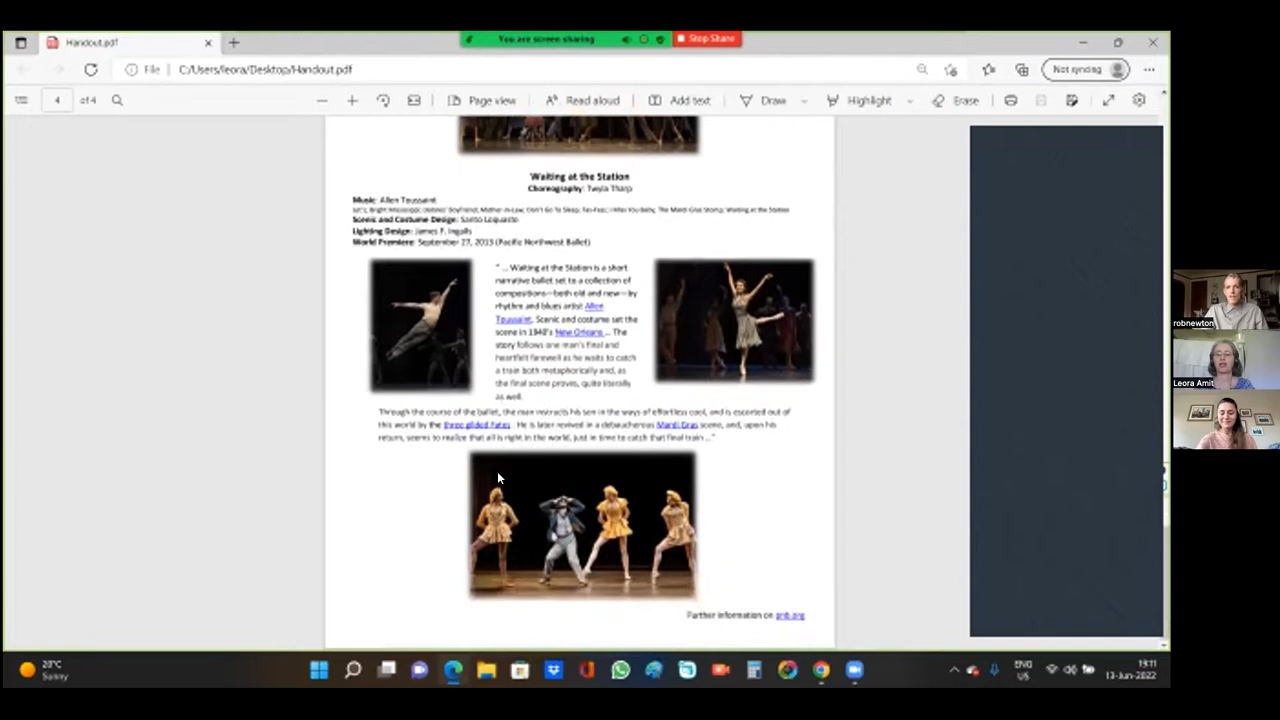 Handout.pdf
You are screen sharing
Stop Share
File
C:/Users/leora/Desktop/Handout.pdf
Not syncing
4 of 4
Page view
Read aloud
Add text
Draw
Highlight
Erase
Waiting at the Station
Choreography: Twyla Tharp
Music: Allen Toussaint
Scenic and Costume Design: Santo Loquasto
Lighting Design: James F. Ingalls
World Premiere: September 27, 2013 (Pacific Northwest Ballet)
" ... Waiting at the Station is a short
narrative ballet set to a collection of
compositions—both old and new—by
rhythm and blues artist Allen
Toussaint. Scenic and costume set the
scene in 1940's New Orleans ... The
story follows one man's final and
heartfelt farewell as he waits to catch
a train both metaphorically and, as
the final scene proves, quite literally
as well.
Through the course of the ballet, the man instructs his son in the ways of effortless cool, and is escorted out of
this world by the three gilded Fates . He is later revived in a debaucherous Mardi Gras scene, and, upon his
return, seems to realize that all is right in the world, just in time to catch that final train ..."
Further information on pnb.org
robnewton
Leora Amit
20°C
Sunny
ENG
US
13:11
13-Jun-2022